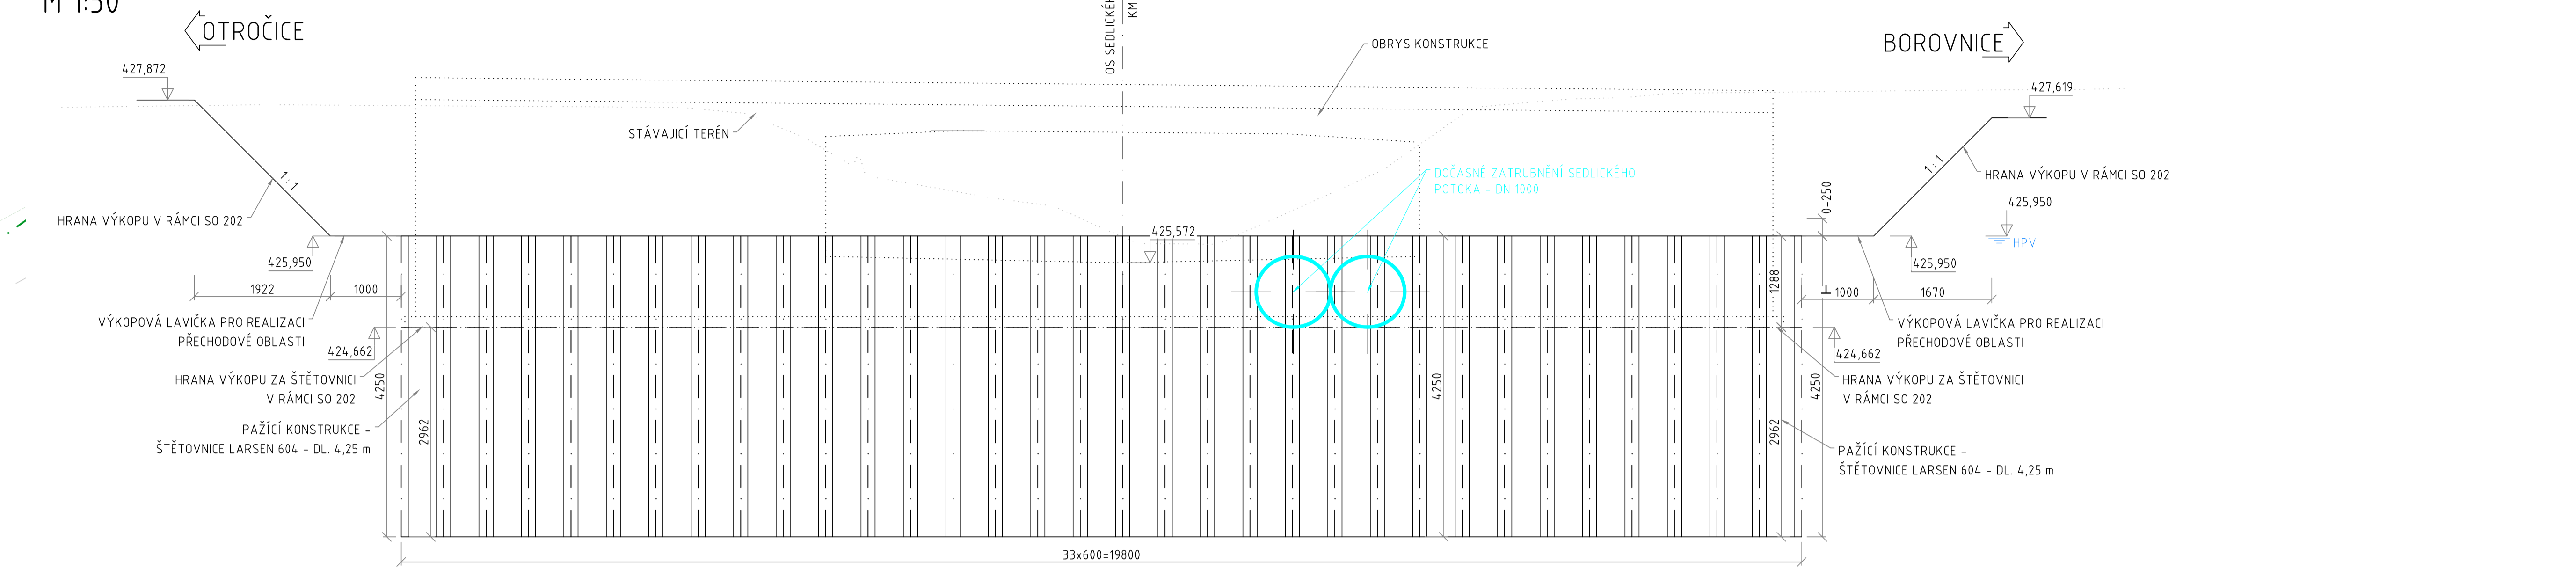 M 1:50
OTROČICE
OS SEDLICKÉHO
KM
BOROVNICE
OBRYS KONSTRUKCE
427,872
427,619
STÁVAJICÍ TERÉN
1:1
1:1
DOČASNÉ ZATRUBNĚNÍ SEDLICKÉHO
POTOKA - DN 1000
HRANA VÝKOPU V RÁMCI SO 202
HRANA VÝKOPU V RÁMCI SO 202
0-250
425,950
425,572
HPV
425,950
425,950
1922
1000
1288
1000
1670
VÝKOPOVÁ LAVIČKA PRO REALIZACI
PŘECHODOVÉ OBLASTI
VÝKOPOVÁ LAVIČKA PRO REALIZACI
PŘECHODOVÉ OBLASTI
424,662
424,662
HRANA VÝKOPU ZA ŠTĚTOVNICI
V RÁMCI SO 202
HRANA VÝKOPU ZA ŠTĚTOVNICI
V RÁMCI SO 202
4250
4250
4250
2962
2962
PAŽÍCÍ KONSTRUKCE -
ŠTĚTOVNICE LARSEN 604 - DL. 4,25 m
PAŽÍCÍ KONSTRUKCE -
ŠTĚTOVNICE LARSEN 604 - DL. 4,25 m
33x600=19800